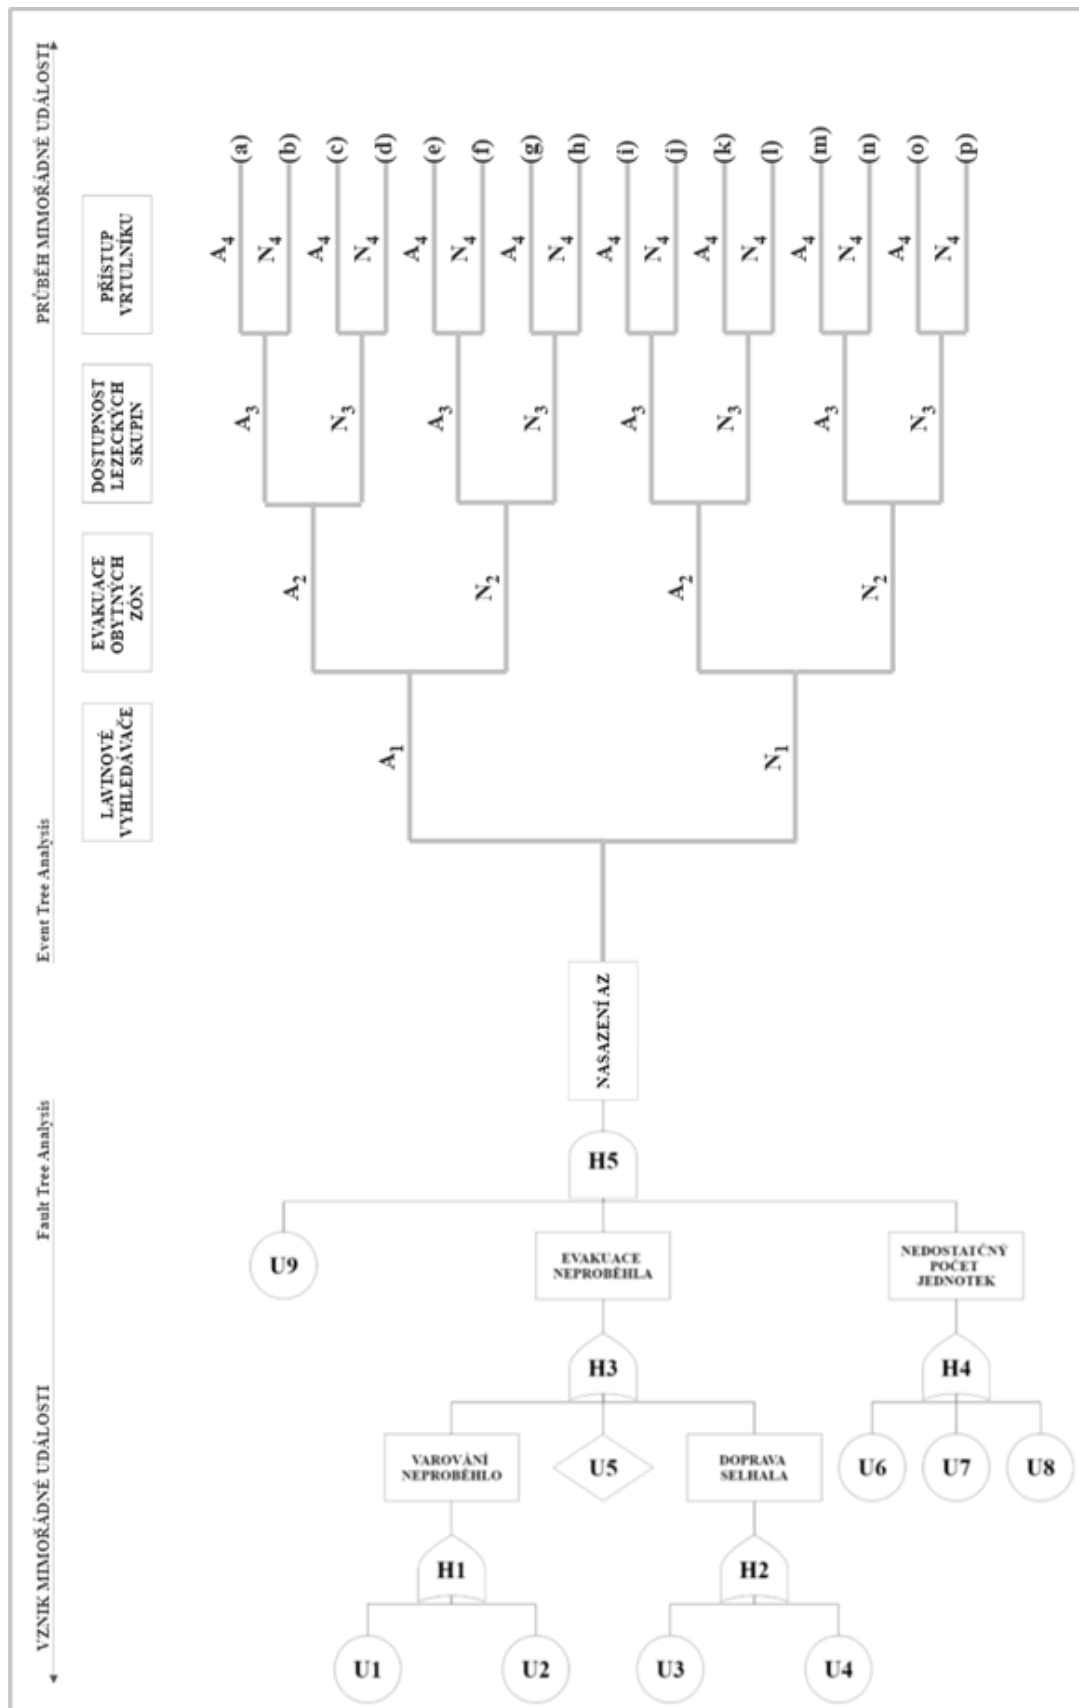 PRŮBĚH MIMOŘÁDNÉ UDÁLOSTI
Event Tree Analysis
Fault Tree Analysis
VZNIK MIMOŘÁDNÉ UDÁLOSTI
PŘÍSTUP
VRTULNÍKU
DOSTUPNOST
LEZECKÝCH
SKUPIN
EVAKUACE
OBYTNÝCH
ZÓN
LAVINOVÉ
VYHLEDÁVAČE
(a)
(b)
(c)
(d)
(e)
(f)
(g)
(h)
(i)
(j)
(k)
(l)
(m)
(n)
(o)
(p)
A4
N4
A4
N4
A4
N4
A4
N4
A4
N4
A4
N4
A4
N4
A4
N4
A3
N3
A3
N3
A3
N3
A3
N3
A2
N2
A2
N2
A1
N1
NASAZENÍ AZ
H5
U9
EVAKUACE
NEPROBĚHLA
NEDOSTATČNÝ
POČET
JEDNOTEK
H3
H4
VAROVÁNÍ
NEPROBĚHLO
U5
DOPRAVA
SELHALA
U6
U7
U8
H1
H2
U1
U2
U3
U4